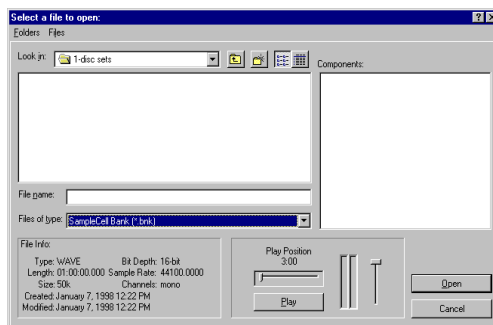 Select a file to open:
Folders Files
Look in: 1-disc sets
Components:
File name:
Files of type: SampleCell Bank (*.bnk)
File Info:
Type: WAVE Bit Depth: 16-bit
Length: 01:00:00.000 Sample Rate: 44100.0000
Size: 50k Channels: mono
Created: January 7, 1998 12:22 PM
Modified: January 7, 1998 12:22 PM
Play Position
3:00
Play
Open
Cancel